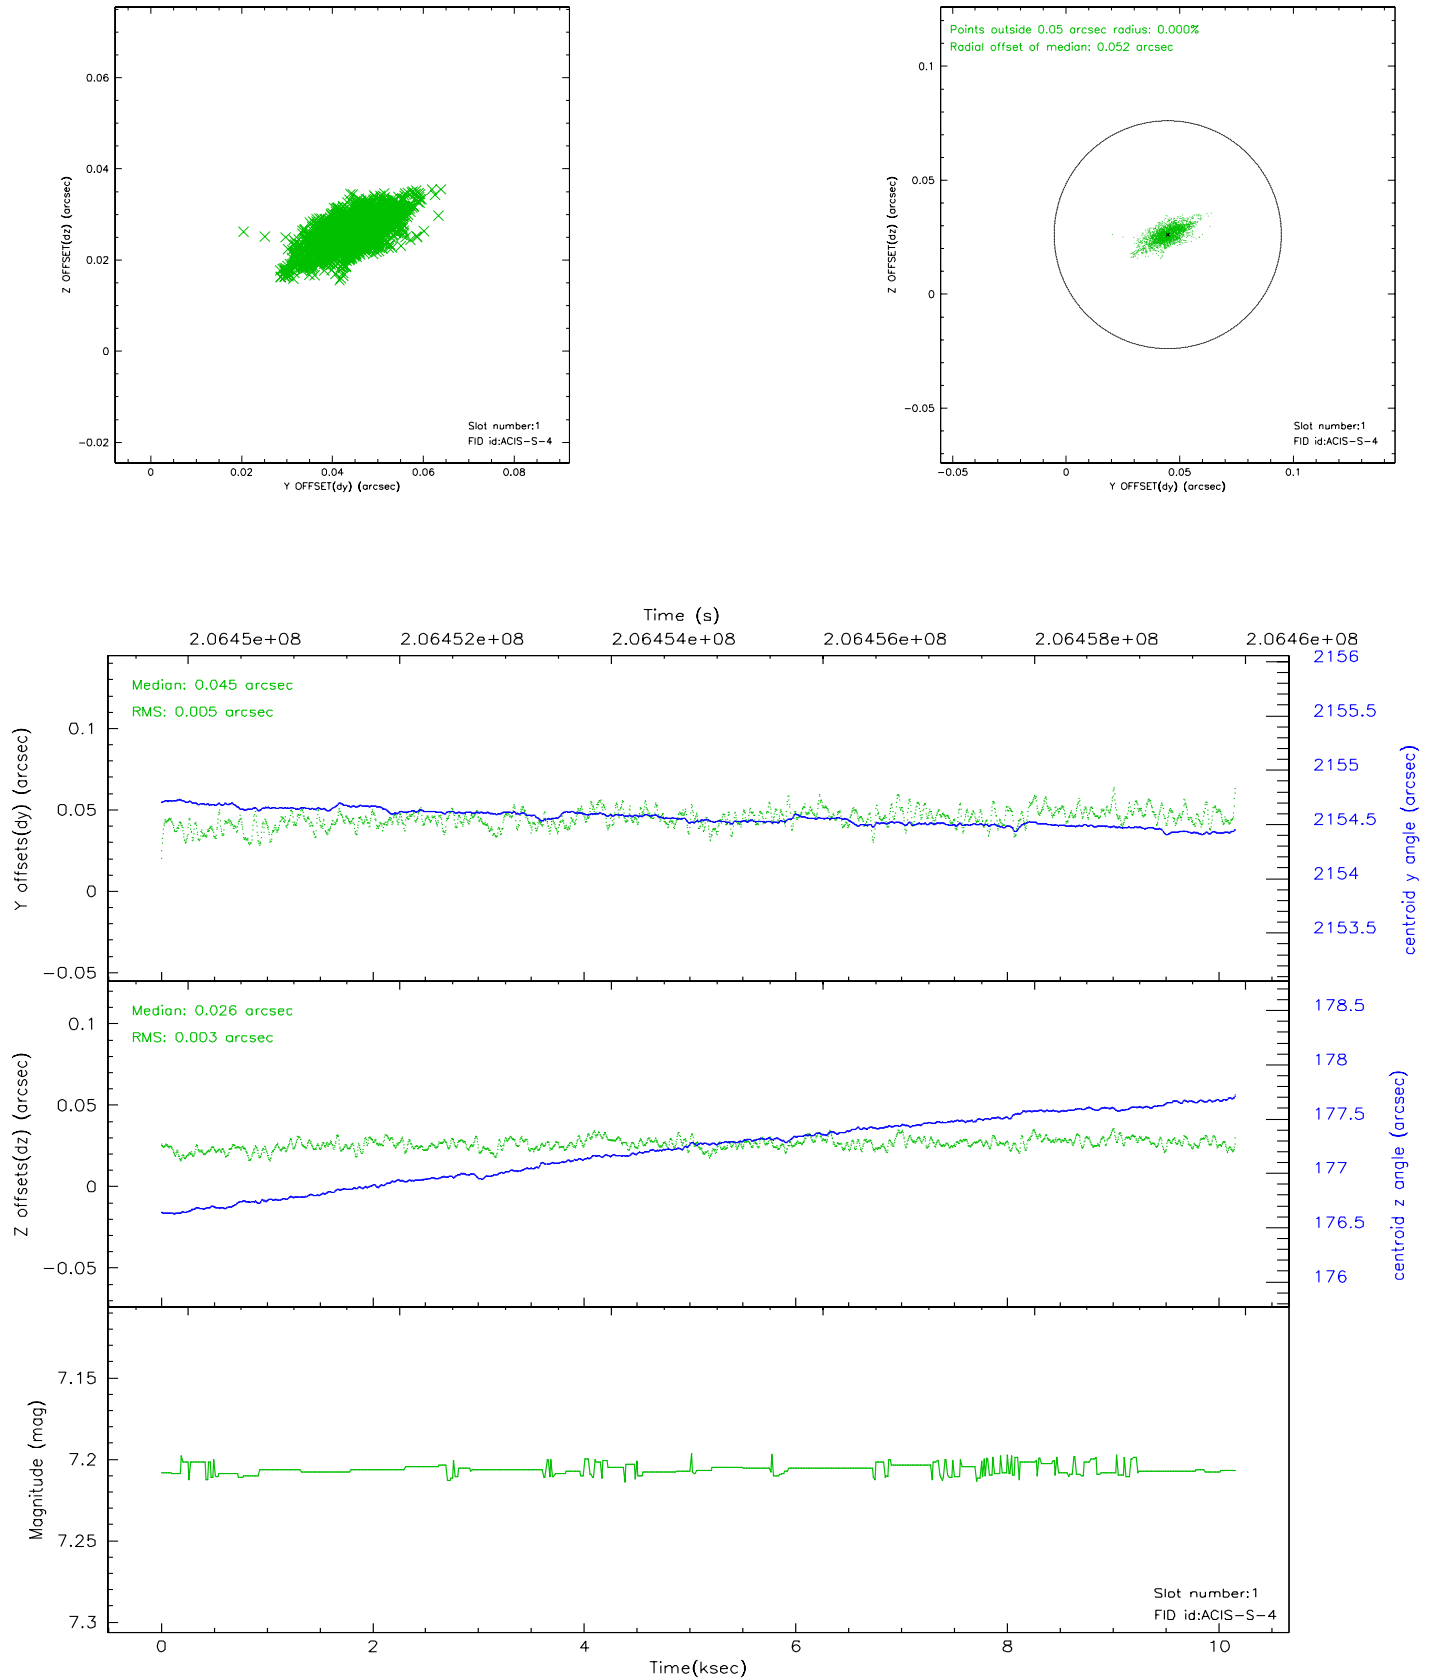 0.06
0.04
0.02
0
−0.02
Z OFFSET(dz) (arcsec)
Slot number:1
FID id:ACIS−S−4
0 0.02 0.04 0.06 0.08
Y OFFSET(dy) (arcsec)
Points outside 0.05 arcsec radius: 0.000%
Radial offset of median: 0.052 arcsec
0.1
0.05
0
−0.05
Z OFFSET(dz) (arcsec)
Slot number:1
FID id:ACIS−S−4
−0.05 0 0.05 0.1
Y OFFSET(dy) (arcsec)
Time (s)
2.0645e+08 2.06452e+08 2.06454e+08 2.06456e+08 2.06458e+08 2.0646e+08
Median: 0.045 arcsec
RMS: 0.005 arcsec
0.1
0.05
0
−0.05
Y offsets(dy) (arcsec)
2156
2155.5
2155
2154.5
2154
2153.5
centroid y angle (arcsec)
Median: 0.026 arcsec
RMS: 0.003 arcsec
0.1
0.05
0
−0.05
Z offsets(dz) (arcsec)
178.5
178
177.5
177
176.5
176
centroid z angle (arcsec)
7.15
7.2
7.25
7.3
Magnitude (mag)
Slot number:1
FID id:ACIS−S−4
0 2 4 6 8 10
Time(ksec)